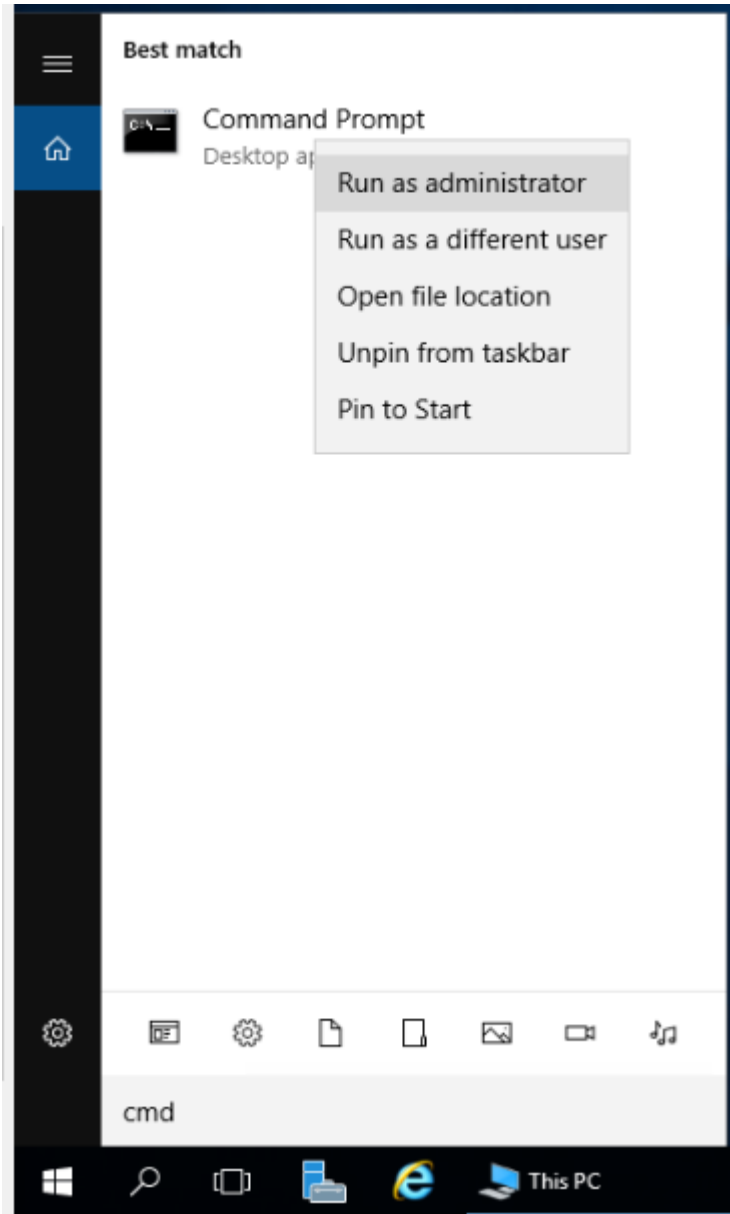 Best match
Command Prompt
Desktop ap
Run as administrator
Run as a different user
Open file location
Unpin from taskbar
Pin to Start
cmd
This PC